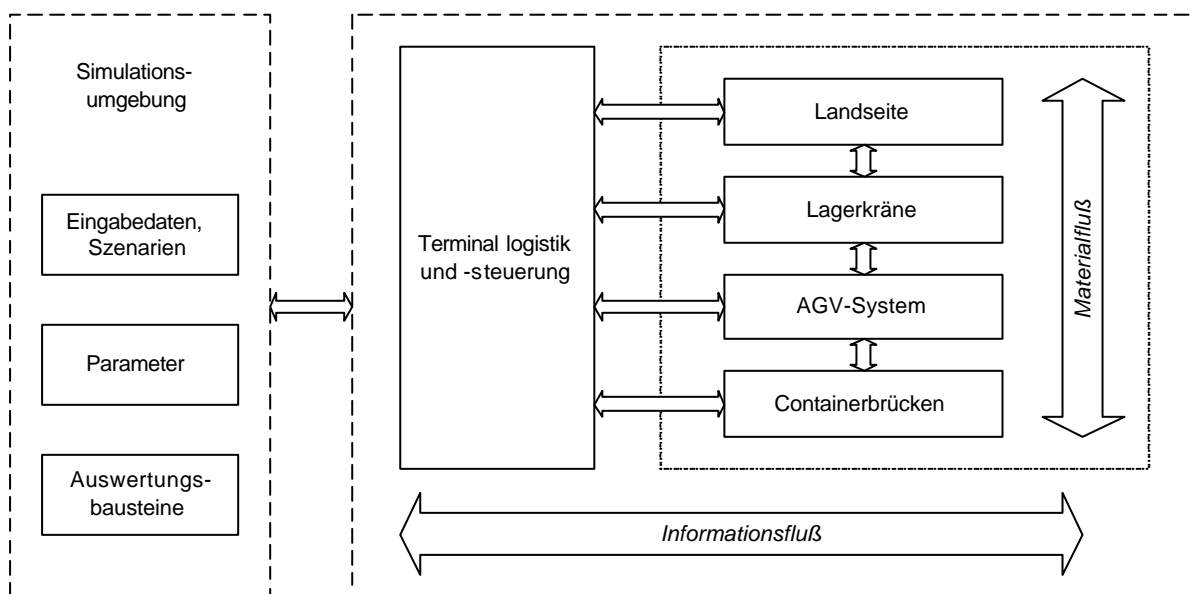 Simulations-
umgebung
Eingabedaten,
Szenarien
Parameter
Auswertungs-
bausteine
Terminal logistik
und -steuerung
Landseite
Lagerkräne
AGV-System
Containerbrücken
Materialfluß
Informationsfluß